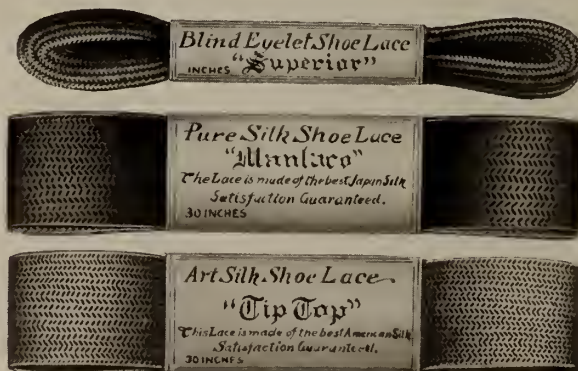 Blind Eyelet Shoe Lace
"Superior"
INCHES
Pure Silk Shoe Lace
"Manlaco"
The Lace is made of the best Japan Silk
Satisfaction Guaranteed.
30 INCHES
Art Silk Shoe Lace
"Tip Top"
This Lace is made of the best American Silk
Satisfaction Guaranteed.
30 INCHES